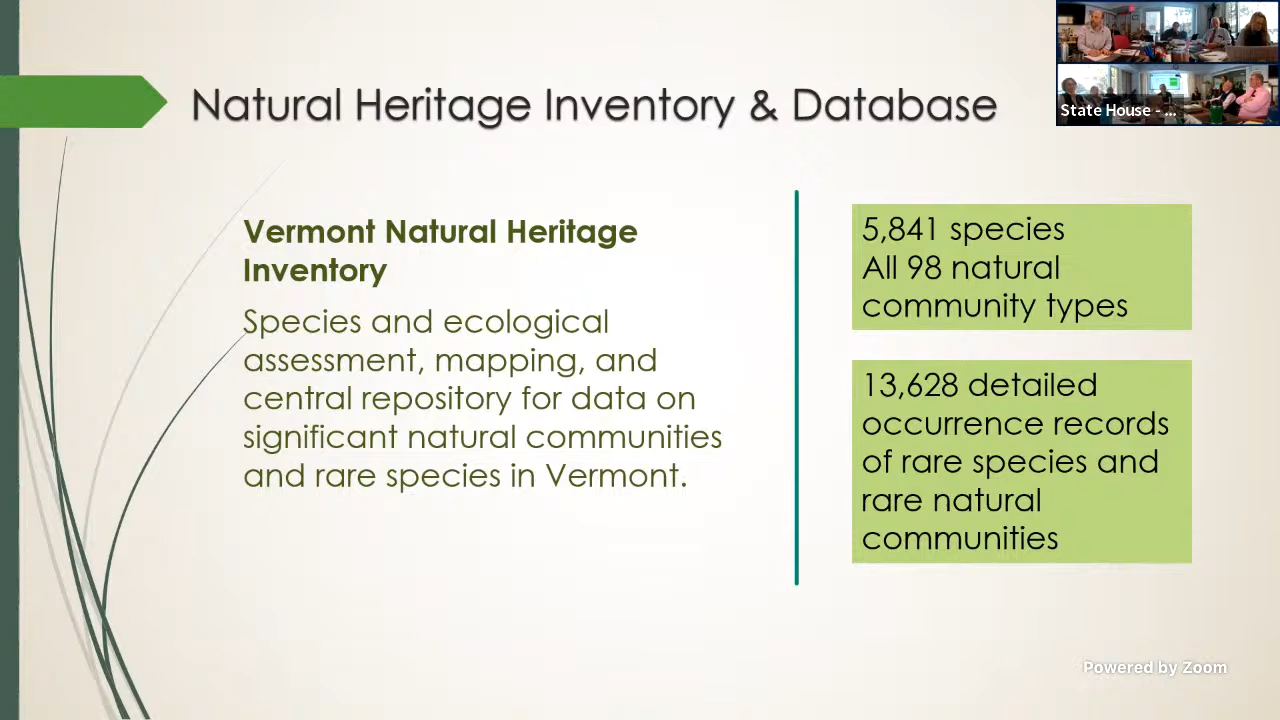 Natural Heritage Inventory & Database
State House - ...
Vermont Natural Heritage
Inventory
Species and ecological
assessment, mapping, and
central repository for data on
significant natural communities
and rare species in Vermont.
5,841 species
All 98 natural
community types
13,628 detailed
occurrence records
of rare species and
rare natural
communities
Powered by Zoom